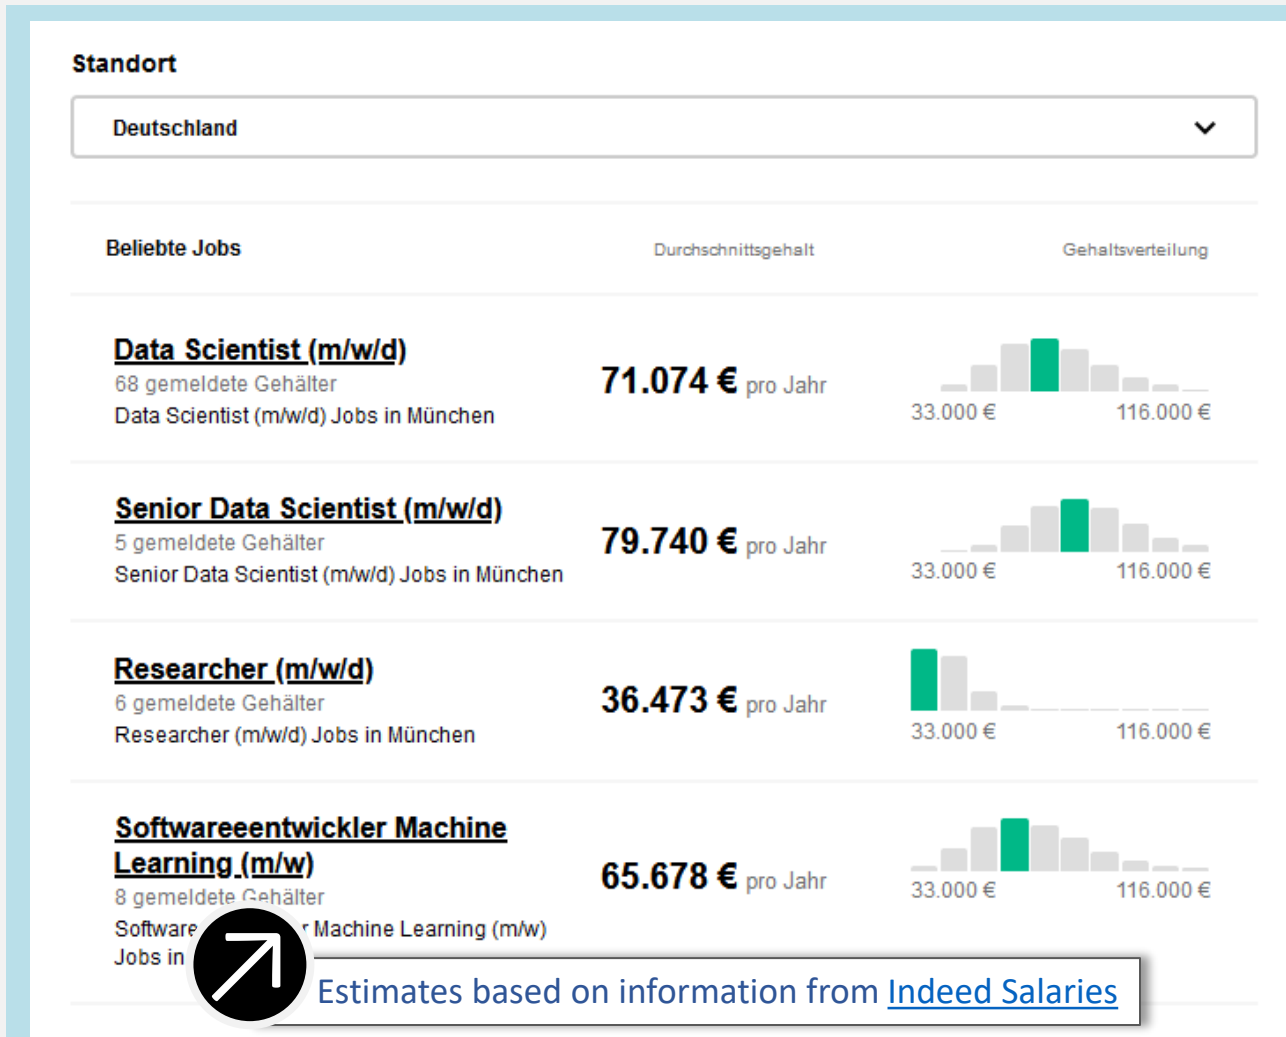 Standort
Deutschland
Beliebte Jobs Durchschnittsgehalt Gehaltsverteilung
Data Scientist (m/w/d)
68 gemeldete Gehälter
Data Scientist (m/w/d) Jobs in München
71.074 € pro Jahr
33.000 € 116.000 €
Senior Data Scientist (m/w/d)
5 gemeldete Gehälter
Senior Data Scientist (m/w/d) Jobs in München
79.740 € pro Jahr
33.000 € 116.000 €
Researcher (m/w/d)
6 gemeldete Gehälter
Researcher (m/w/d) Jobs in München
36.473 € pro Jahr
33.000 € 116.000 €
Softwareeentwickler Machine
Learning (m/w)
8 gemeldete Gehälter
Software r Machine Learning (m/w)
Jobs in
65.678 € pro Jahr
33.000 € 116.000 €
Estimates based on information from Indeed Salaries